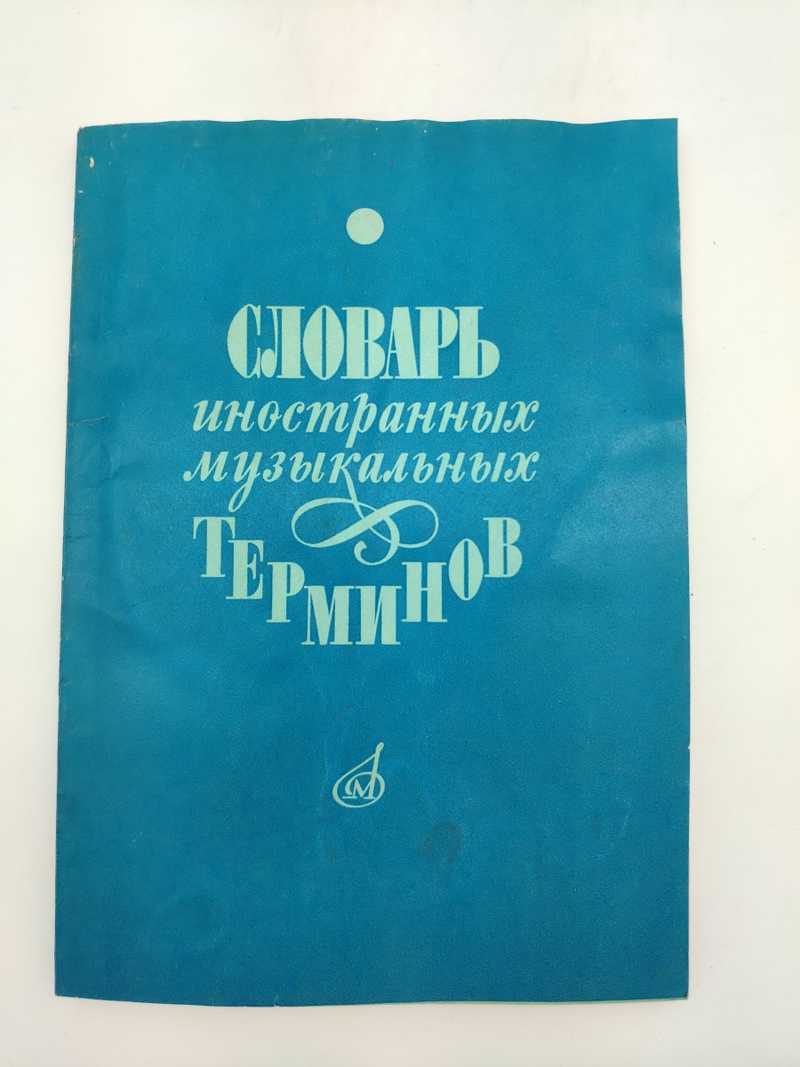 СЛОВАРЬ
иностранных
музыкальных
ТЕРМИНОВ
М